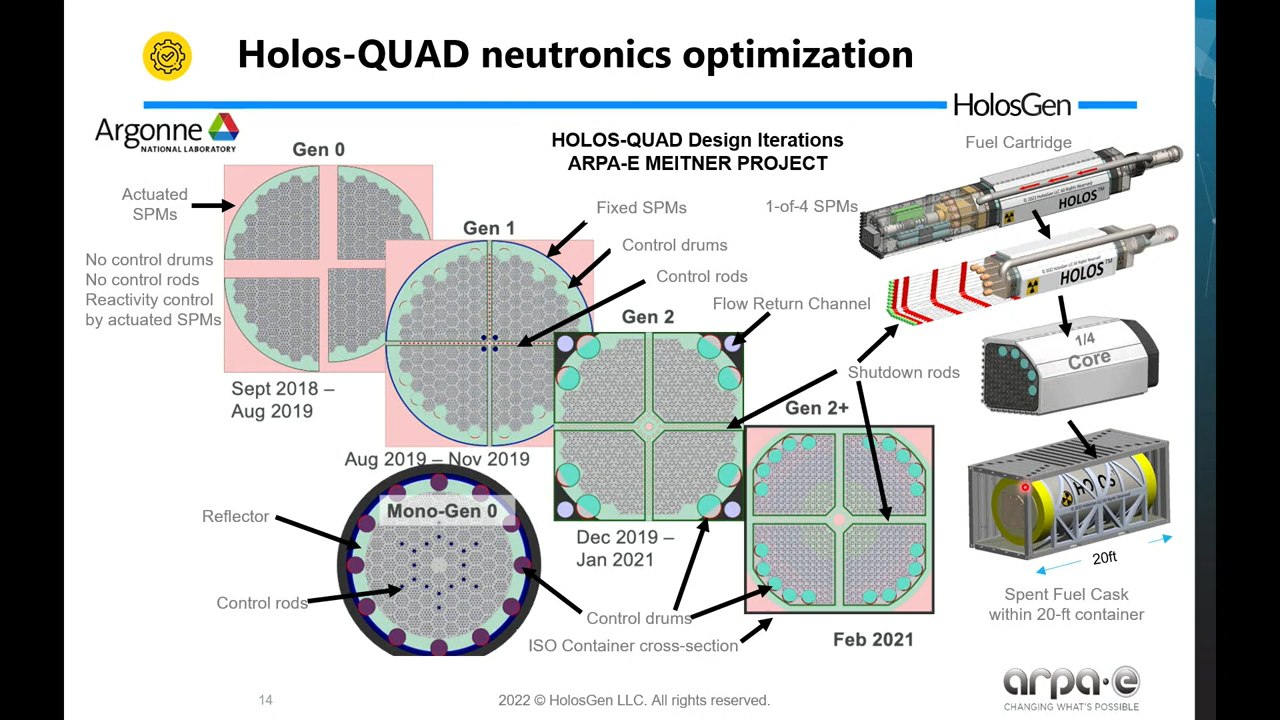 Holos-QUAD neutronics optimization
HolosGen
Argonne
NATIONAL LABORATORY
HOLOS-QUAD Design Iterations
ARPA-E MEITNER PROJECT
Fuel Cartridge
Gen 0
Actuated
SPMs
No control drums
No control rods
Reactivity control
by actuated SPMs
Sept 2018 –
Aug 2019
Gen 1
Fixed SPMs
1-of-4 SPMs
Control drums
Control rods
Flow Return Channel
Aug 2019 – Nov 2019
Gen 2
Shutdown rods
Dec 2019 –
Jan 2021
Gen 2+
Feb 2021
Mono-Gen 0
Reflector
Control rods
Control drums
ISO Container cross-section
HOLOS™
HOLOS™
1/4
Core
HOLOS
20ft
Spent Fuel Cask
within 20-ft container
14
2022 © HolosGen LLC. All rights reserved.
arpa·e
CHANGING WHAT'S POSSIBLE